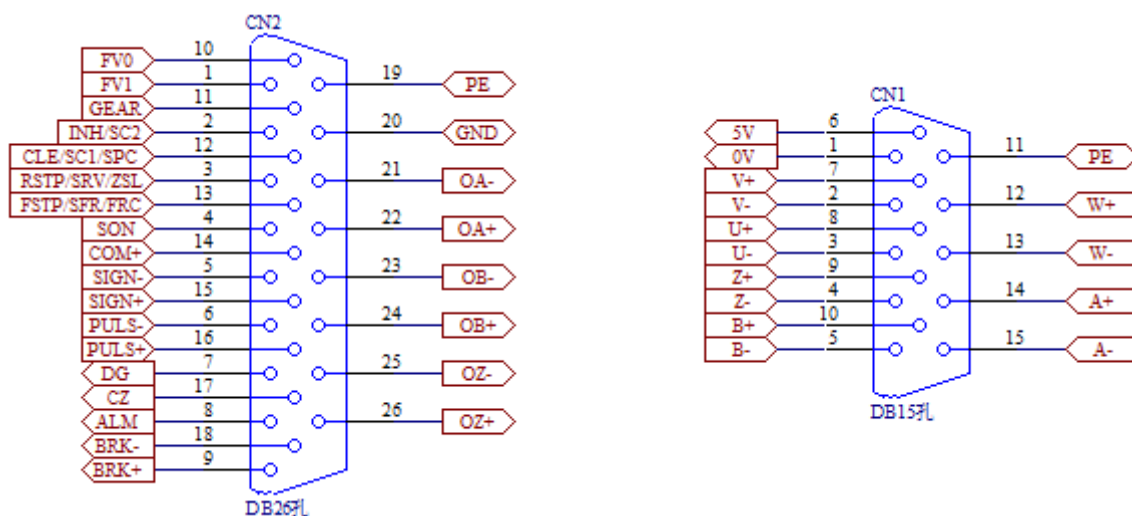 CN2
FV0 10
FV1 1 19 PE
GEAR 11
INH/SC2 2 20 GND
CLE/SC1/SPC 12
RSTP/SRV/ZSL 3 21 OA-
FSTP/SFR/FRC 13
SON 4 22 OA+
COM+ 14
SIGN- 5 23 OB-
SIGN+ 15
PULS- 6 24 OB+
PULS+ 16
DG 7 25 OZ-
CZ 17
ALM 8 26 OZ+
BRK- 18
BRK+ 9
DB26孔
CN1
5V 6
0V 1 11 PE
V+ 7
V- 2 12 W+
U+ 8
U- 3 13 W-
Z+ 9
Z- 4 14 A+
B+ 10
B- 5 15 A-
DB15孔